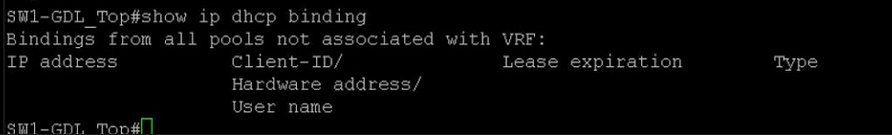 SW1-GDL_Top#show ip dhcp binding
Bindings from all pools not associated with VRF:
IP address          Client-ID/              Lease expiration        Type
                    Hardware address/
                    User name
SW1-GDL_Top#